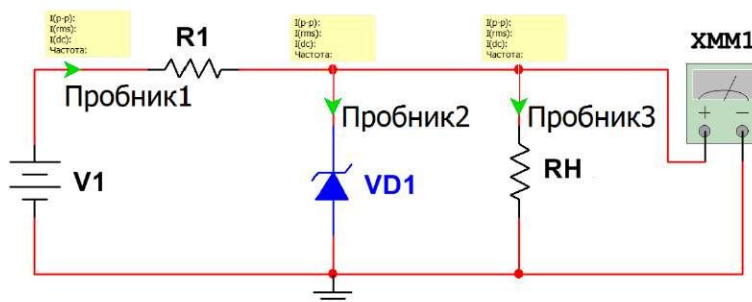 I(p-p):
I(rms):
I(dc):
Частота:
I(p-p):
I(rms):
I(dc):
Частота:
I(p-p):
I(rms):
I(dc):
Частота:
R1
XMM1
Пробник1
Пробник2
Пробник3
+ −
V1
VD1
RH